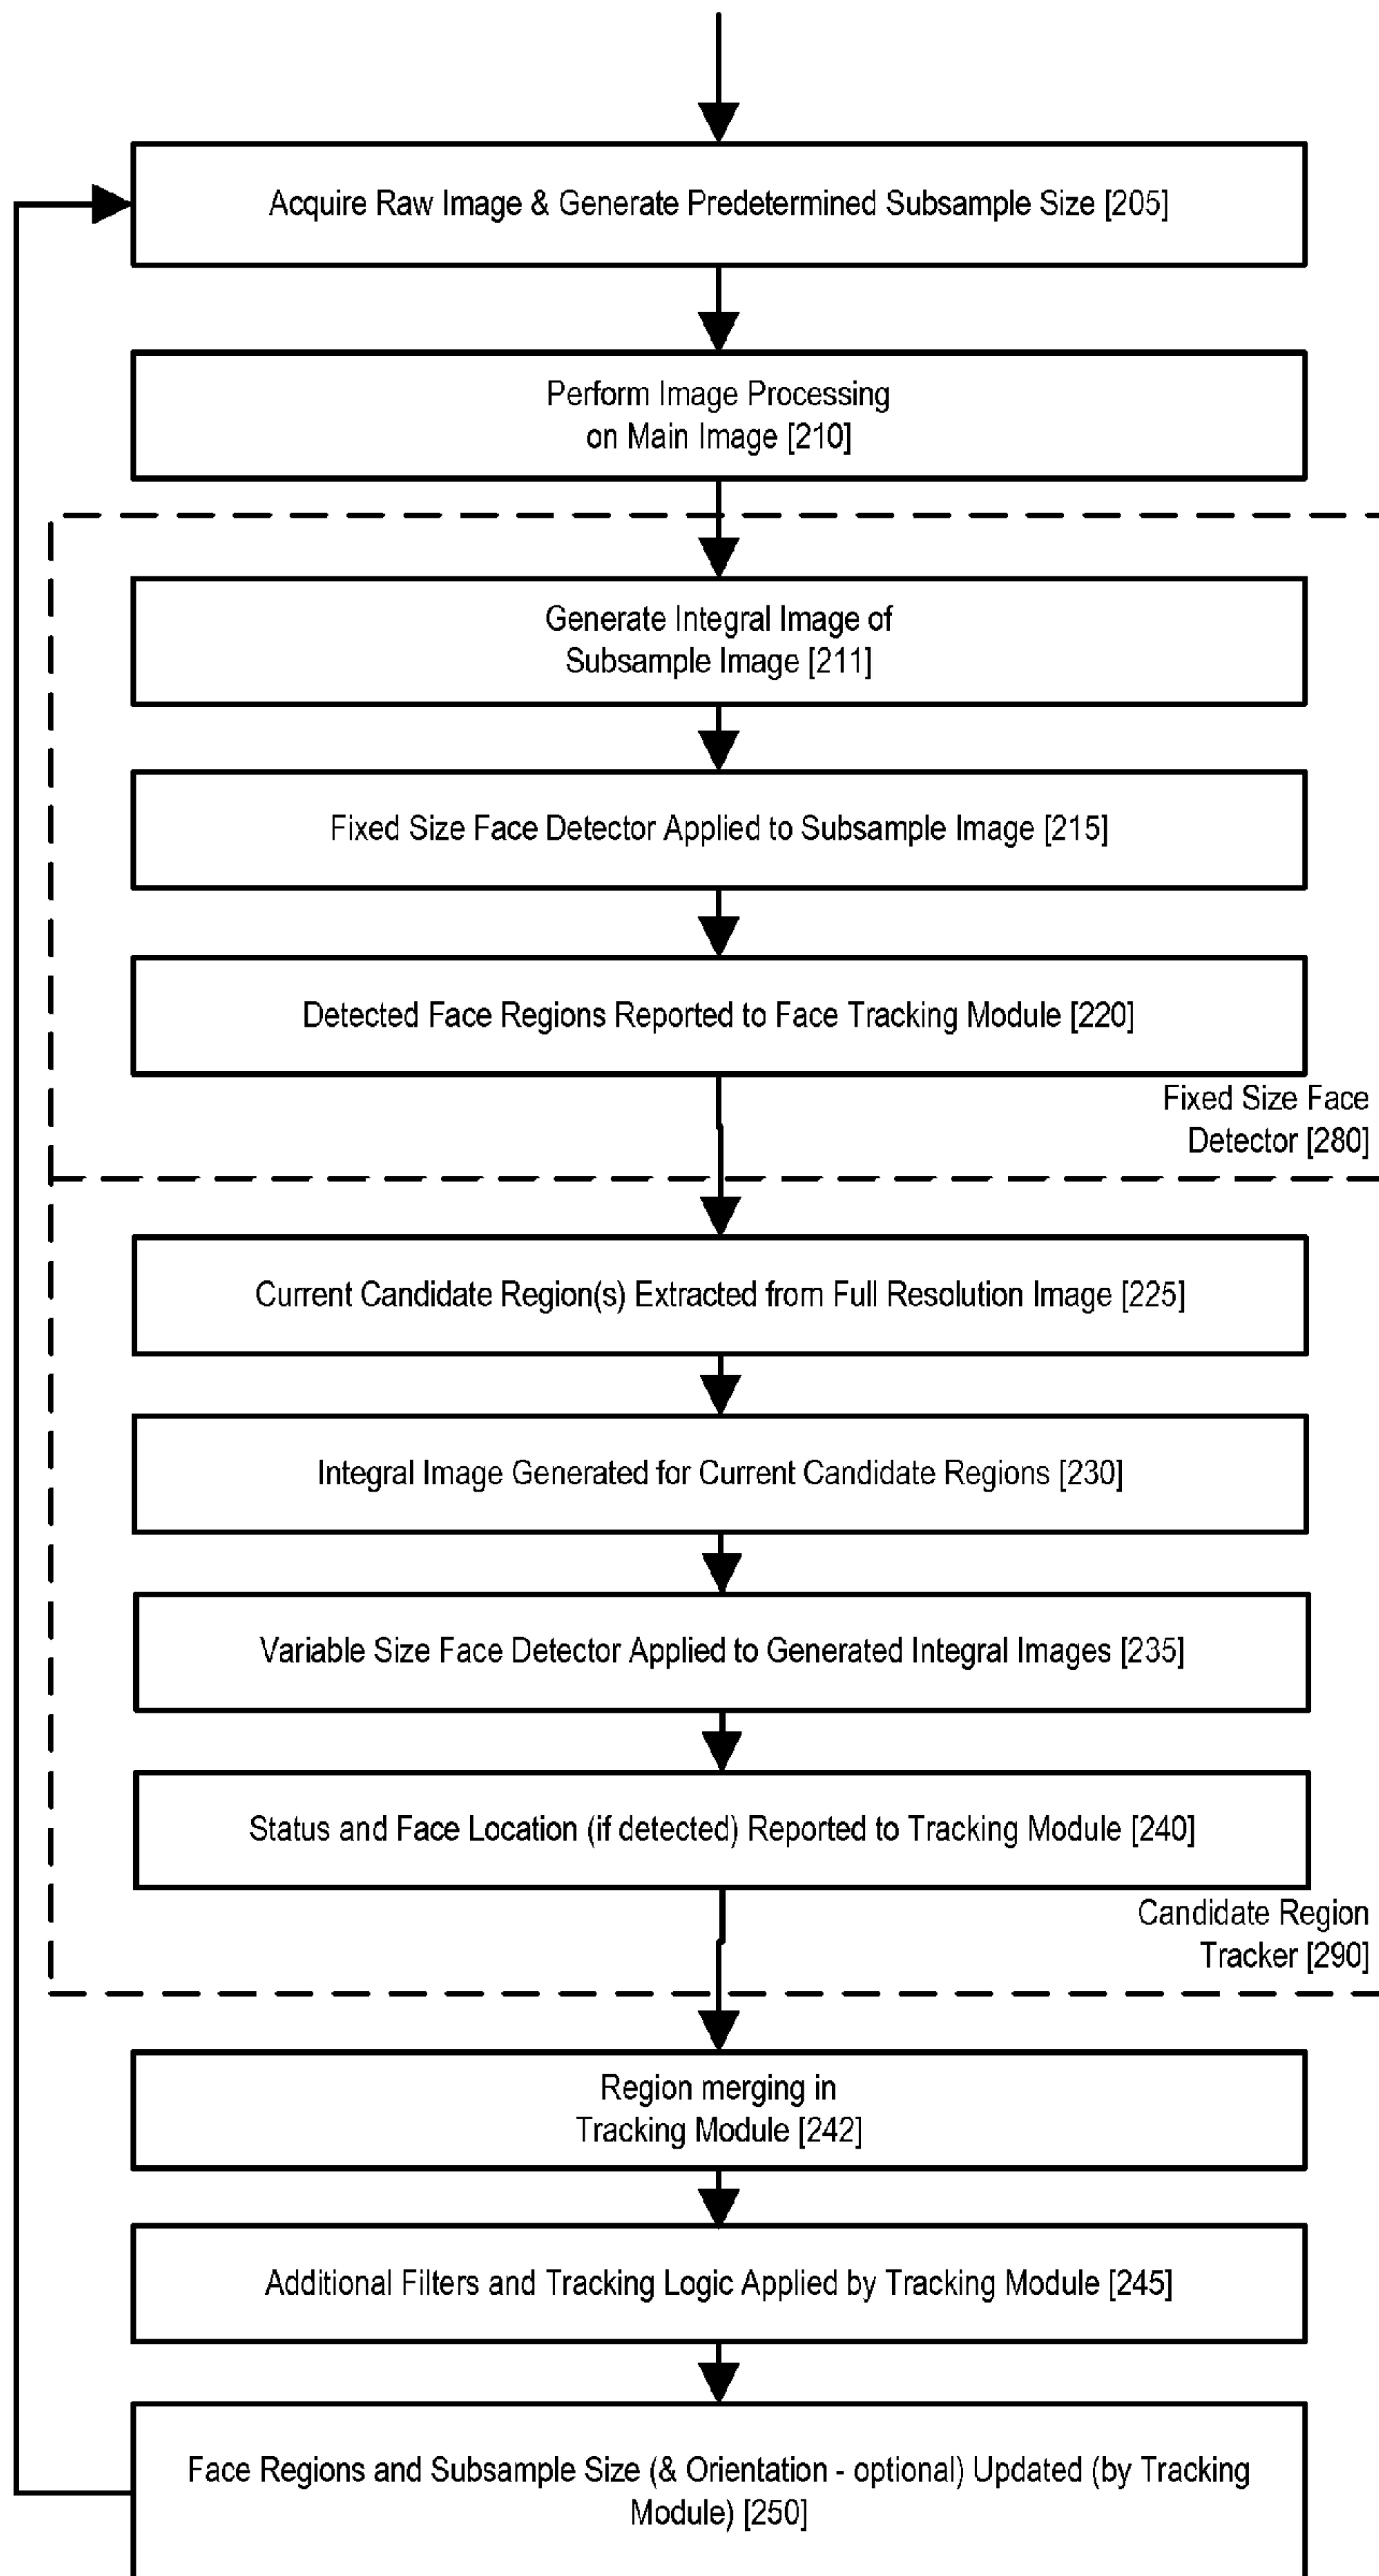 Acquire Raw Image & Generate Predetermined Subsample Size [205]
Perform Image Processing
on Main Image [210]
Generate Integral Image of
Subsample Image [211]
Fixed Size Face Detector Applied to Subsample Image [215]
Detected Face Regions Reported to Face Tracking Module [220]
Fixed Size Face
Detector [280]
Current Candidate Region(s) Extracted from Full Resolution Image [225]
Integral Image Generated for Current Candidate Regions [230]
Variable Size Face Detector Applied to Generated Integral Images [235]
Status and Face Location (if detected) Reported to Tracking Module [240]
Candidate Region
Tracker [290]
Region merging in
Tracking Module [242]
Additional Filters and Tracking Logic Applied by Tracking Module [245]
Face Regions and Subsample Size (& Orientation - optional) Updated (by Tracking
Module) [250]